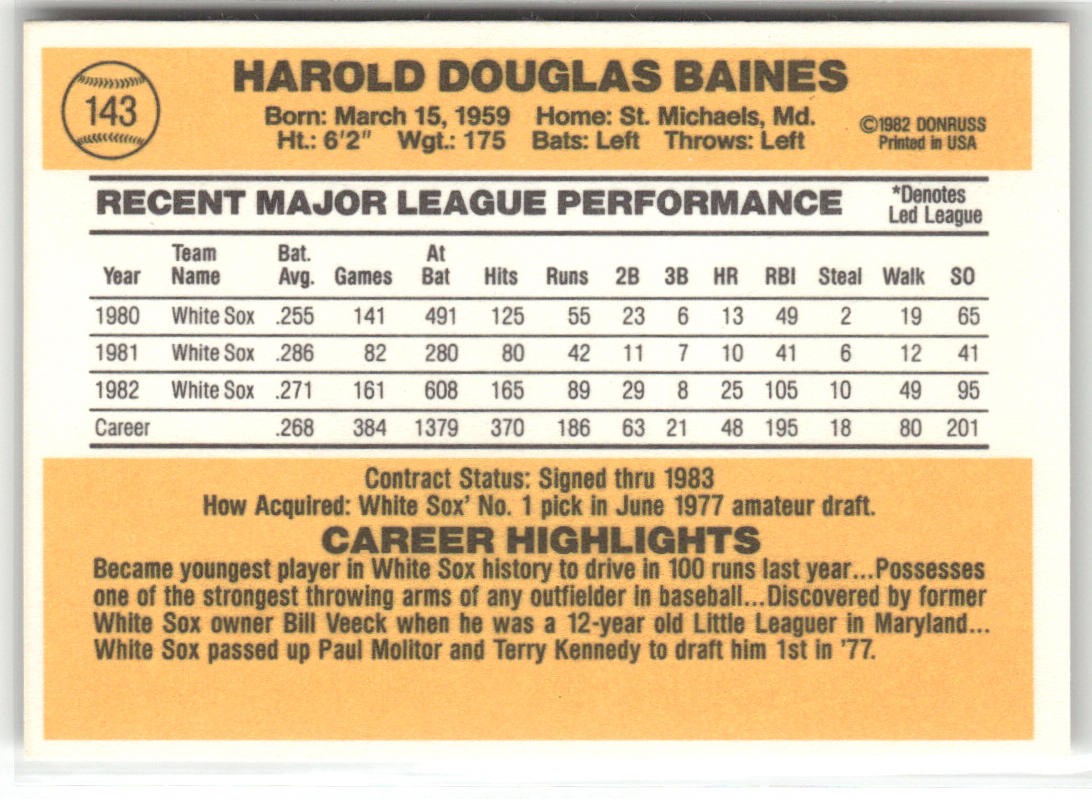 143
HAROLD DOUGLAS BAINES
Born: March 15, 1959 Home: St. Michaels, Md.
Ht.: 6'2" Wgt.: 175 Bats: Left Throws: Left
©1982 DONRUSS
Printed in USA
RECENT MAJOR LEAGUE PERFORMANCE
*Denotes
Led League
Year Team Name Bat. Avg. Games At Bat Hits Runs 2B 3B HR RBI Steal Walk SO
1980 White Sox .255 141 491 125 55 23 6 13 49 2 19 65
1981 White Sox .286 82 280 80 42 11 7 10 41 6 12 41
1982 White Sox .271 161 608 165 89 29 8 25 105 10 49 95
Career .268 384 1379 370 186 63 21 48 195 18 80 201
Contract Status: Signed thru 1983
How Acquired: White Sox' No. 1 pick in June 1977 amateur draft.
CAREER HIGHLIGHTS
Became youngest player in White Sox history to drive in 100 runs last year...Possesses
one of the strongest throwing arms of any outfielder in baseball...Discovered by former
White Sox owner Bill Veeck when he was a 12-year old Little Leaguer in Maryland...
White Sox passed up Paul Molitor and Terry Kennedy to draft him 1st in '77.